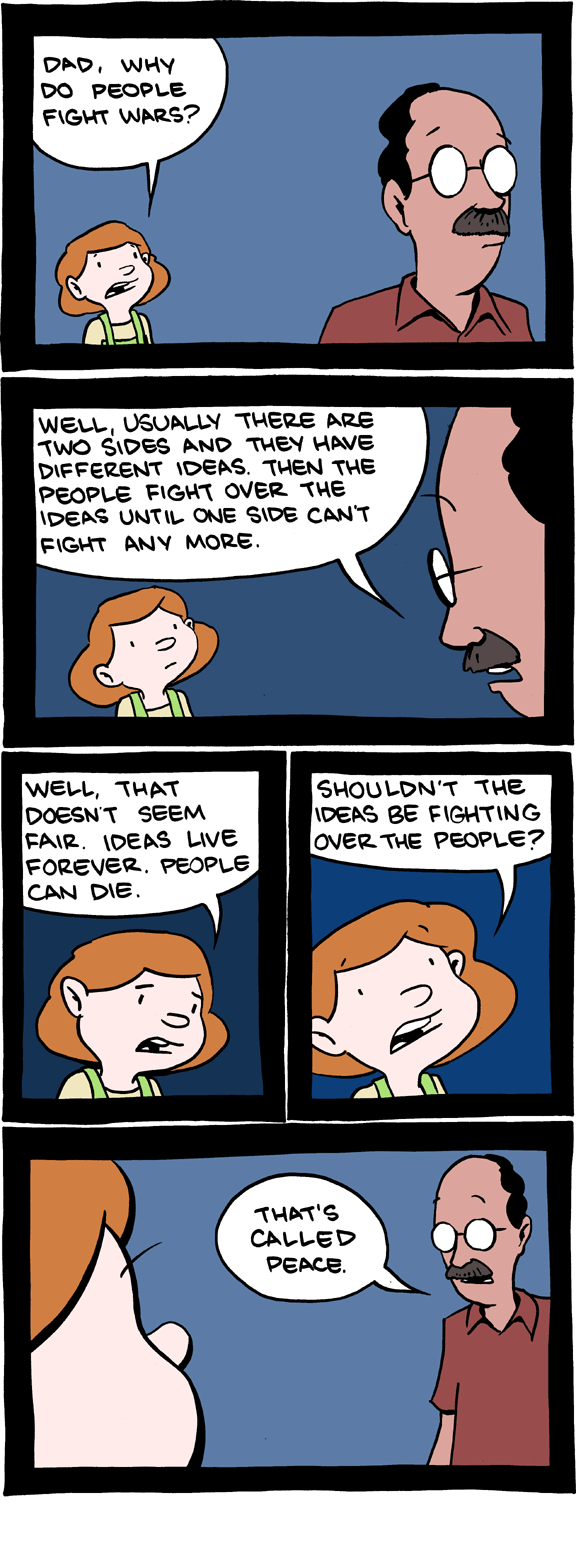 DAD, WHY
DO PEOPLE
FIGHT WARS?
WELL, USUALLY THERE ARE
TWO SIDES AND THEY HAVE
DIFFERENT IDEAS. THEN THE
PEOPLE FIGHT OVER THE
IDEAS UNTIL ONE SIDE CAN'T
FIGHT ANY MORE.
WELL, THAT
DOESN'T SEEM
FAIR. IDEAS LIVE
FOREVER. PEOPLE
CAN DIE.
SHOULDN'T THE
IDEAS BE FIGHTING
OVER THE PEOPLE?
THAT'S
CALLED
PEACE.